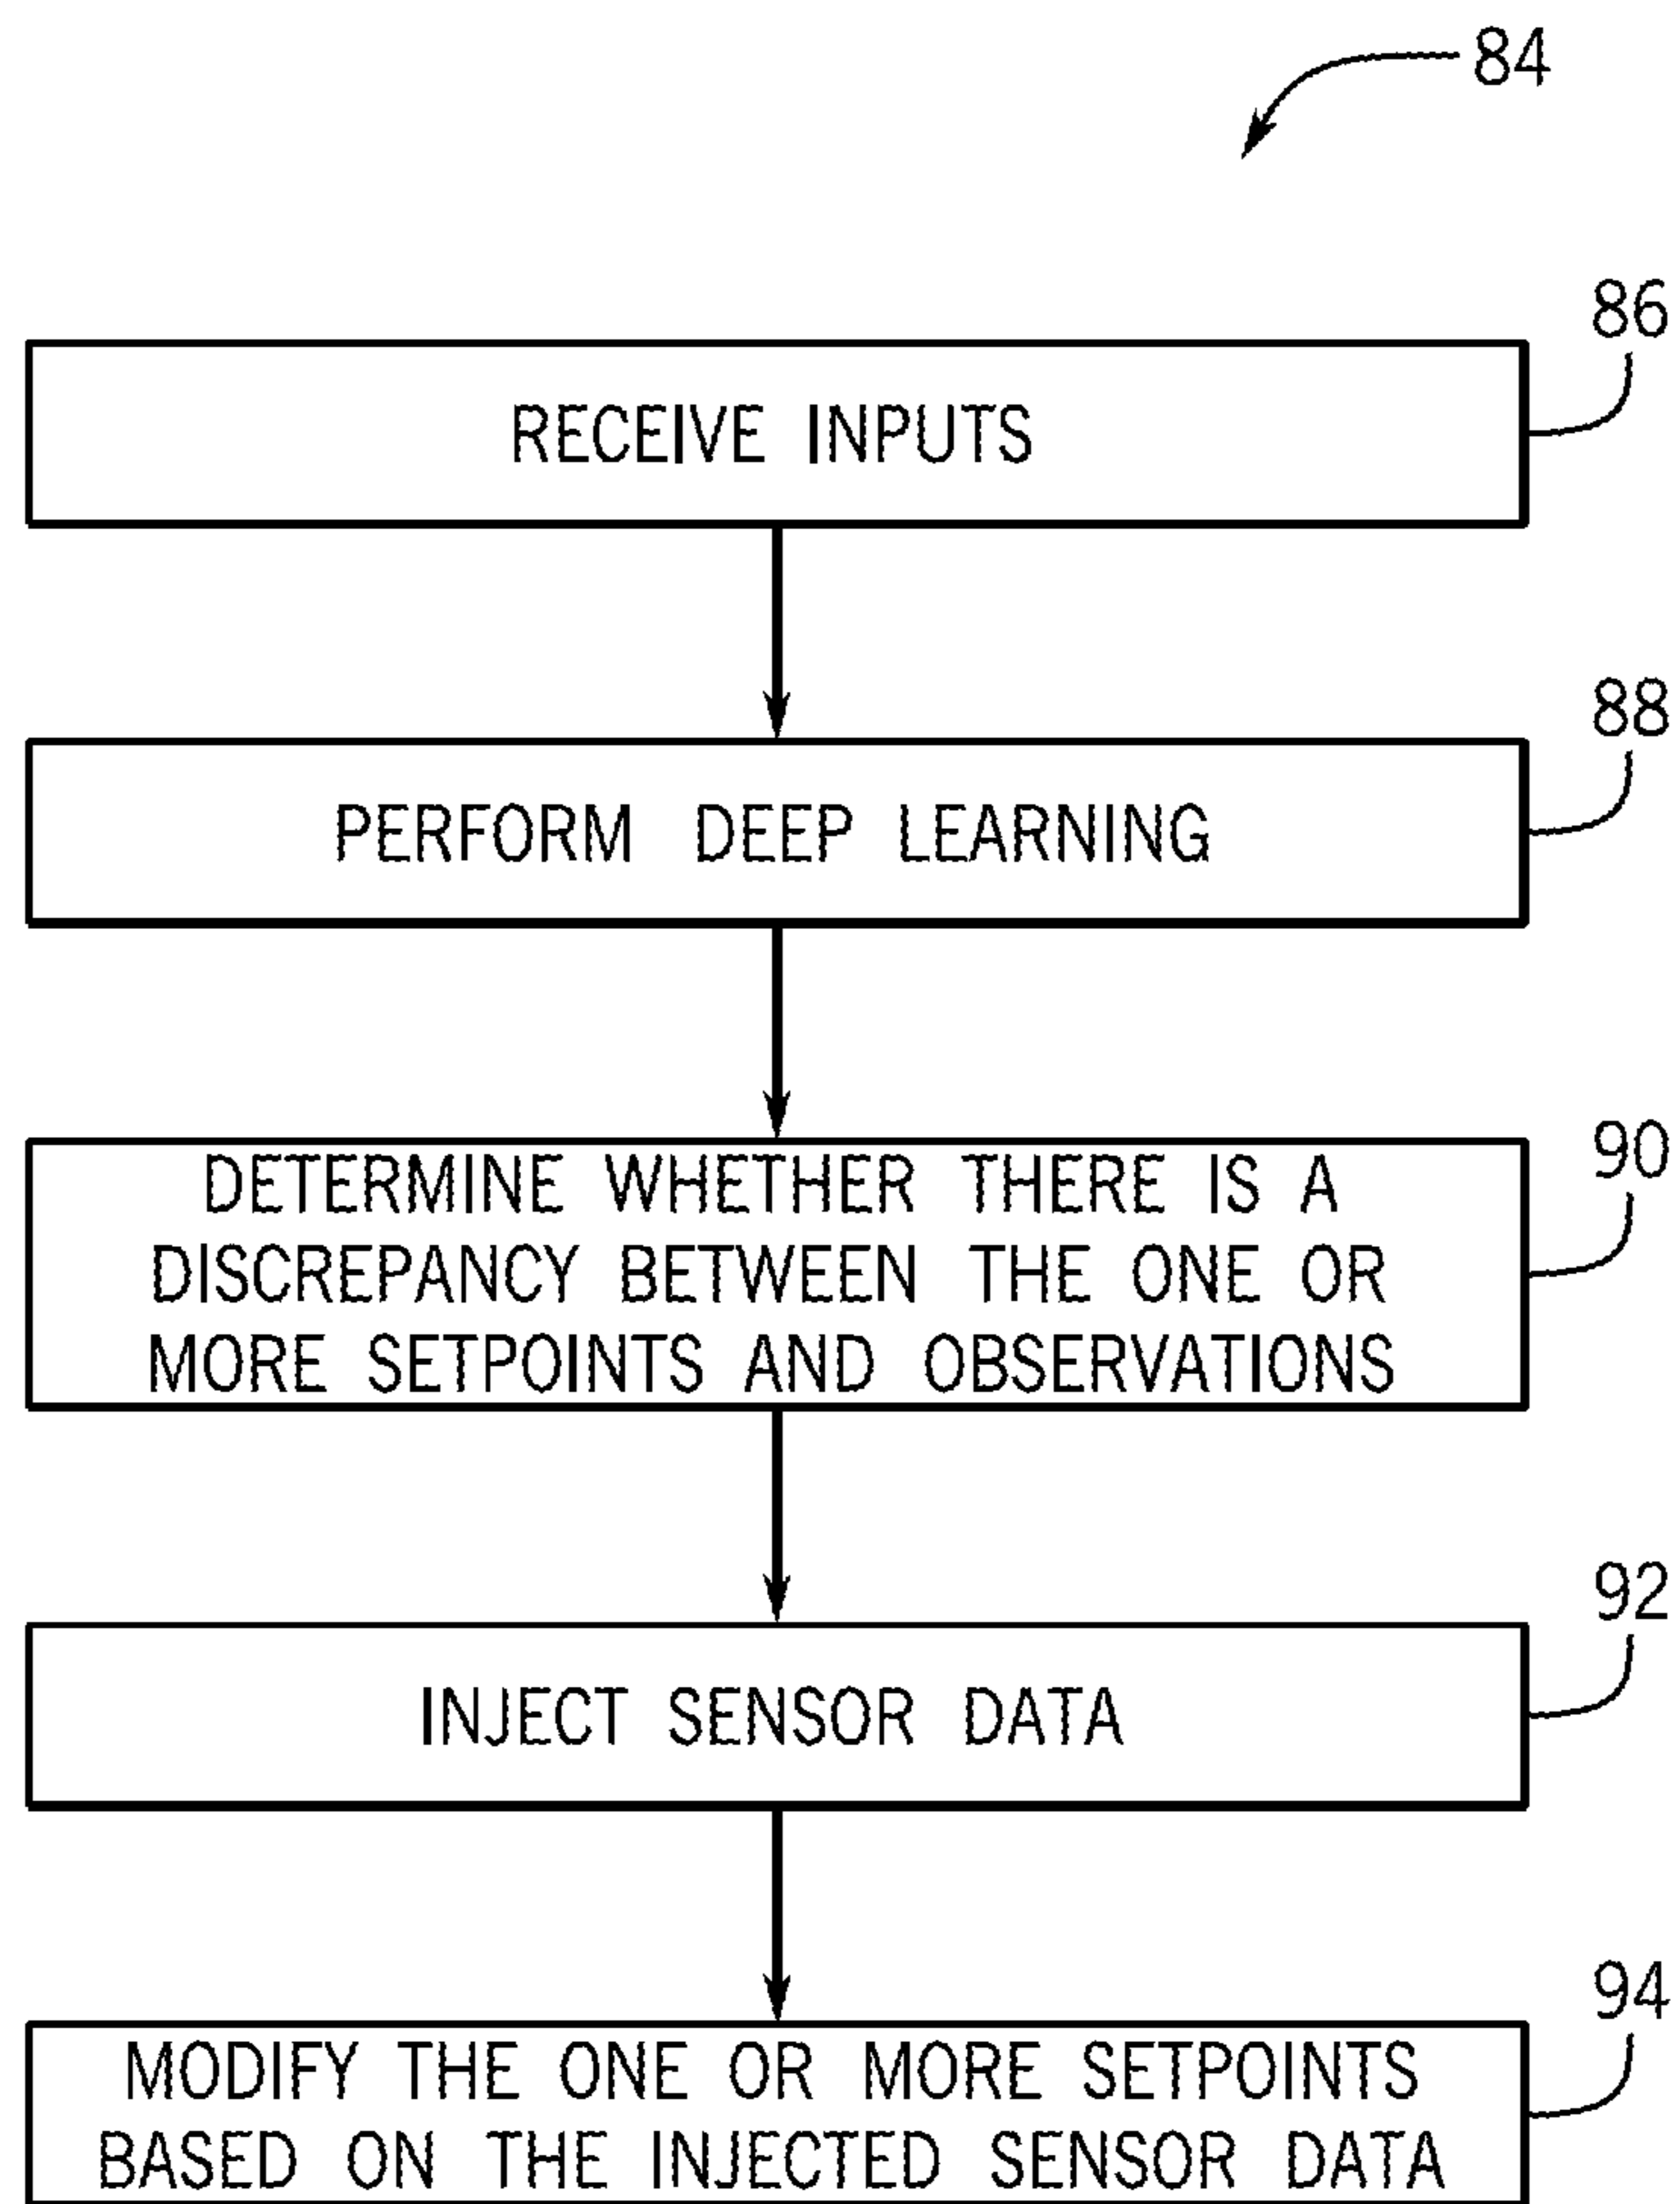 84
86
RECEIVE INPUTS
88
PERFORM DEEP LEARNING
90
DETERMINE WHETHER THERE IS A
DISCREPANCY BETWEEN THE ONE OR
MORE SETPOINTS AND OBSERVATIONS
92
INJECT SENSOR DATA
94
MODIFY THE ONE OR MORE SETPOINTS
BASED ON THE INJECTED SENSOR DATA